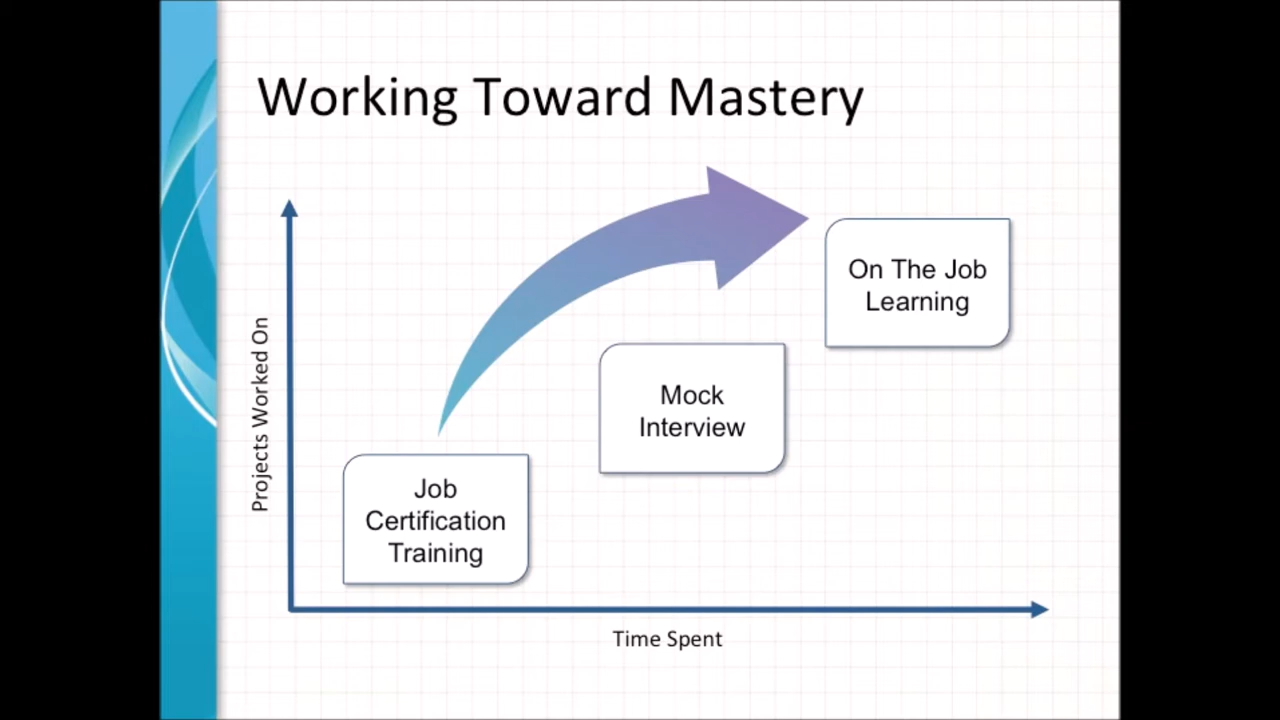 Working Toward Mastery
Projects Worked On
On The Job
Learning
Mock
Interview
Job
Certification
Training
Time Spent